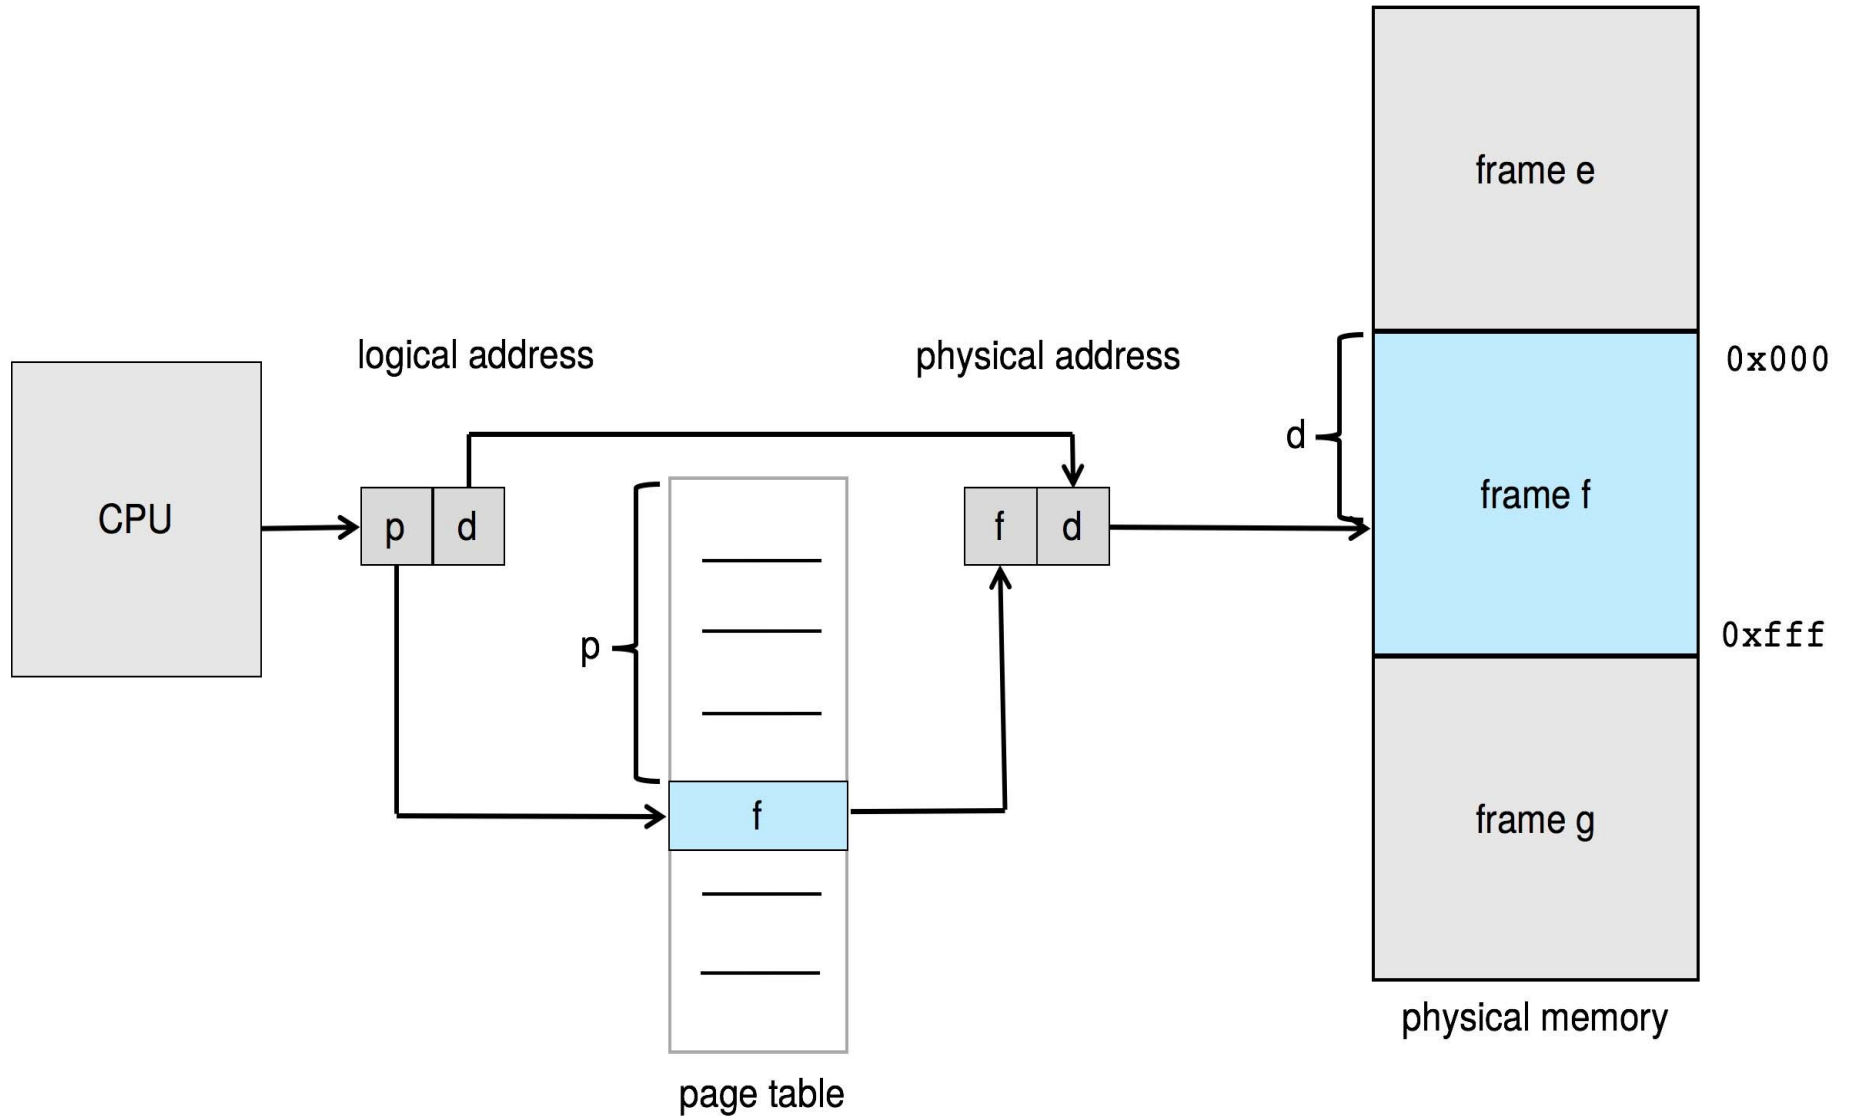 frame e
logical address
physical address
0x000
d
CPU
p d
f d
frame f
p
0xfff
f
frame g
physical memory
page table